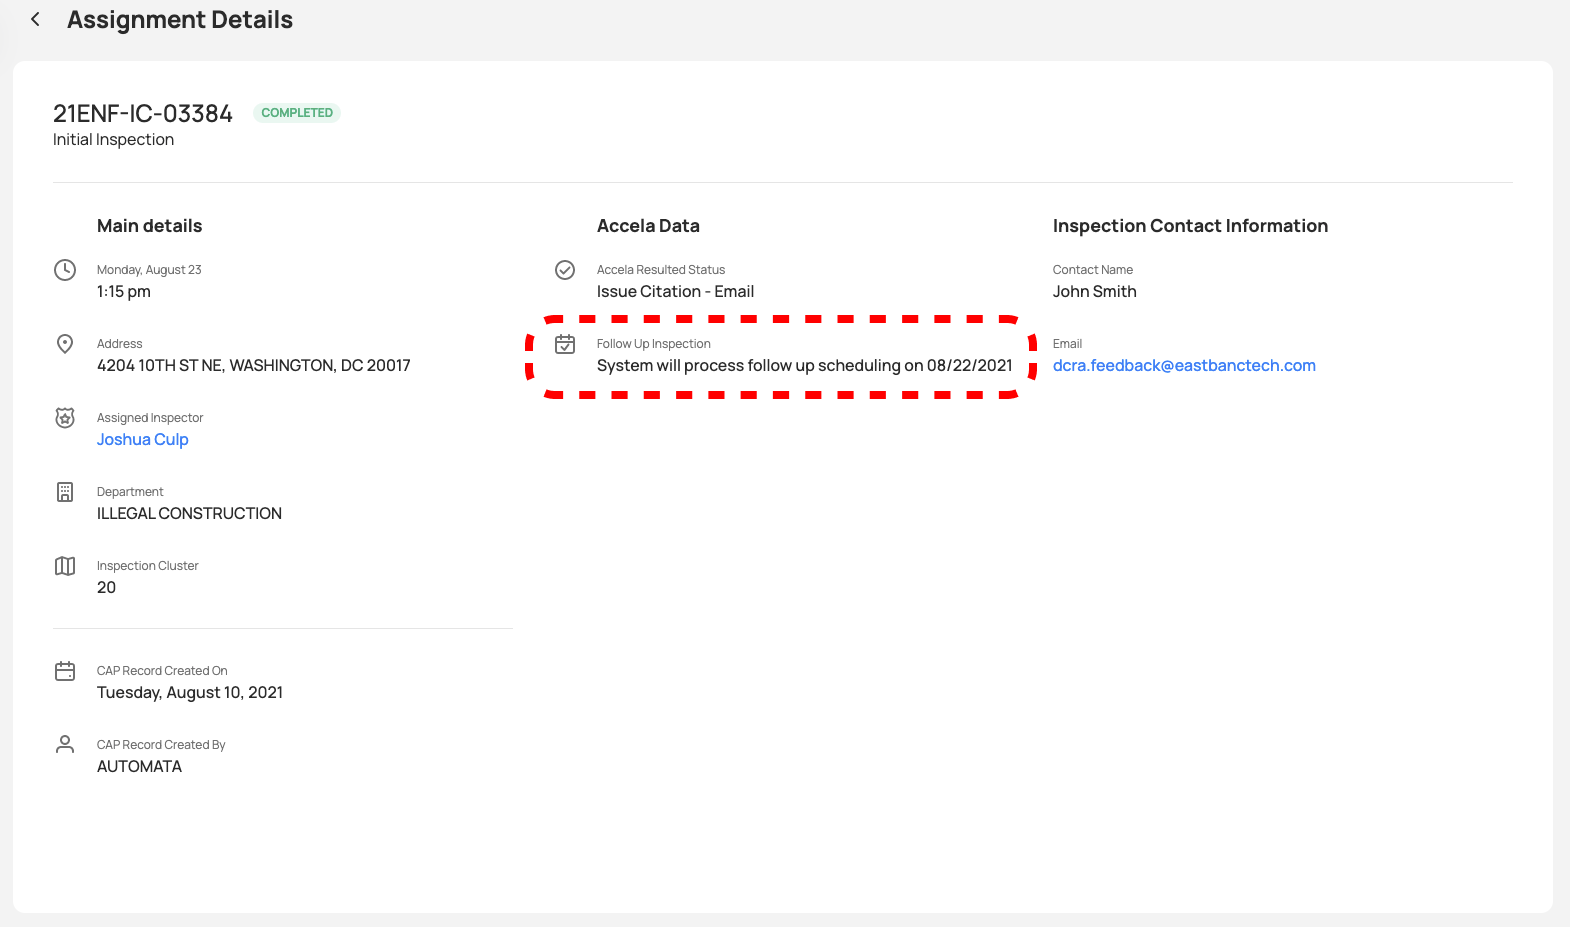 Assignment Details
21ENF-IC-03384 COMPLETED
Initial Inspection
Main details
Monday, August 23
1:15 pm
Address
4204 10TH ST NE, WASHINGTON, DC 20017
Assigned Inspector
Joshua Culp
Department
ILLEGAL CONSTRUCTION
Inspection Cluster
20
CAP Record Created On
Tuesday, August 10, 2021
CAP Record Created By
AUTOMATA
Accela Data
Accela Resulted Status
Issue Citation - Email
Follow Up Inspection
System will process follow up scheduling on 08/22/2021
Inspection Contact Information
Contact Name
John Smith
Email
dcra.feedback@eastbanctech.com